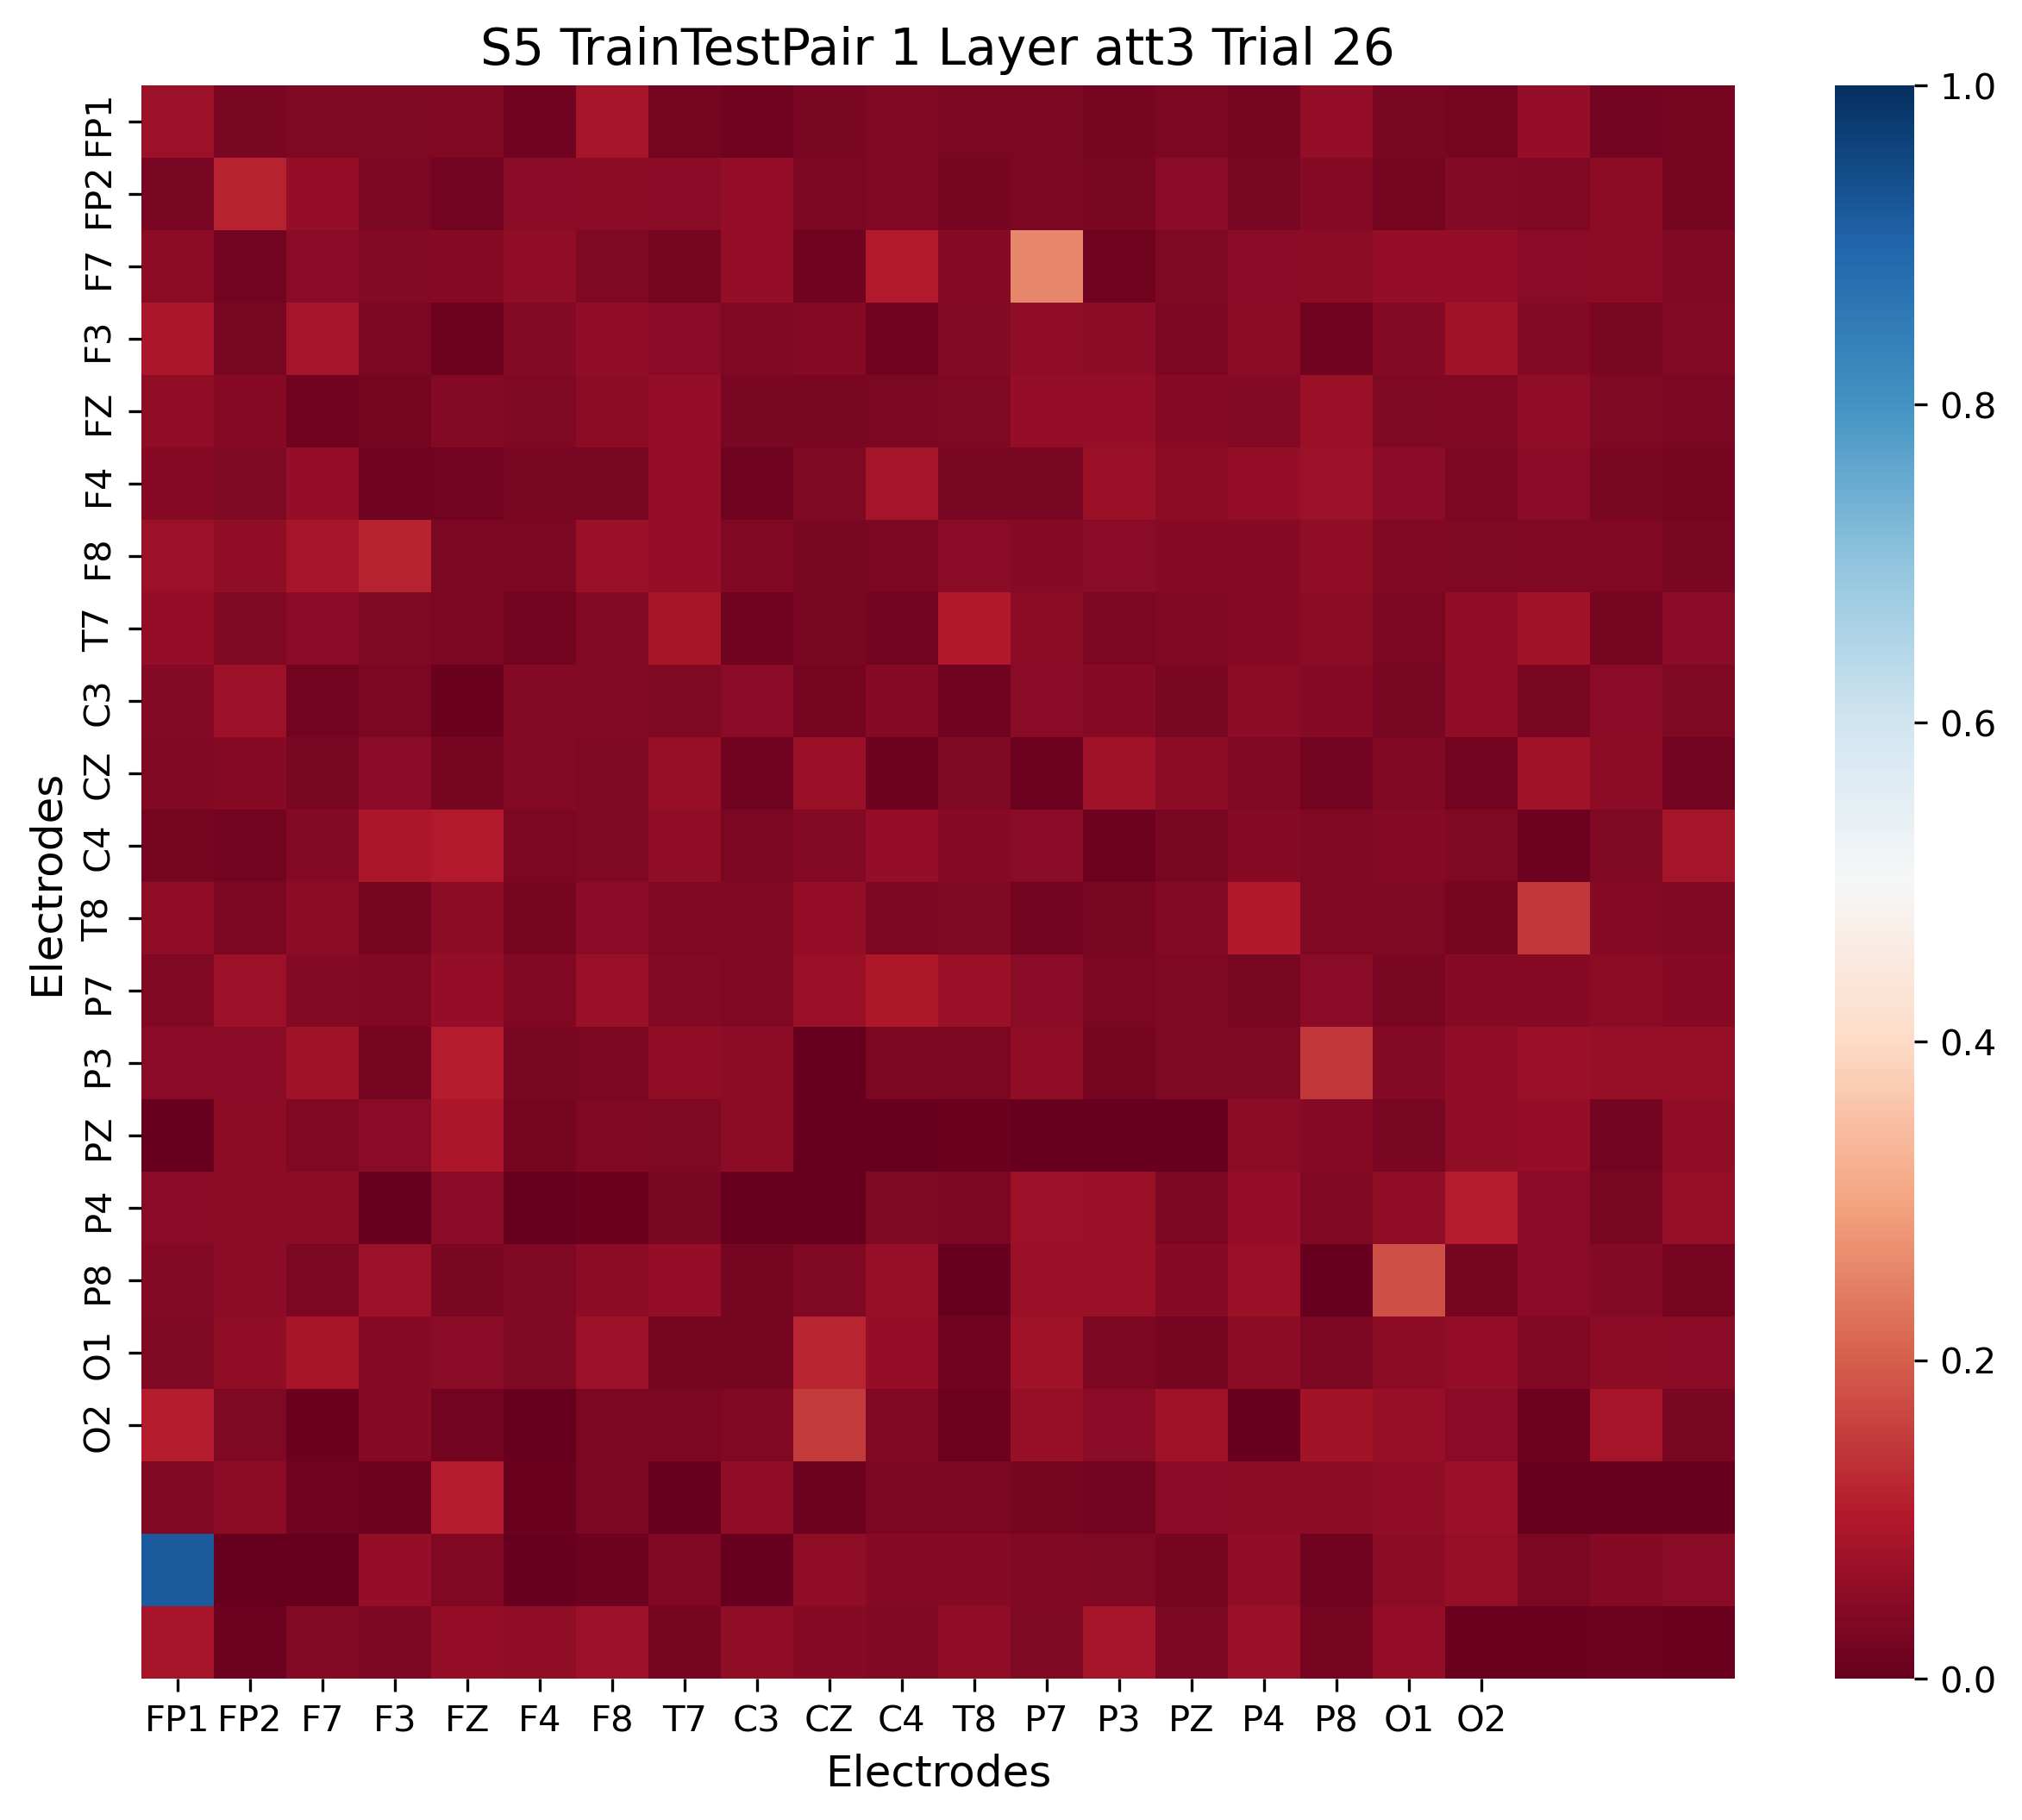 S5 TrainTestPair 1 Layer att3 Trial 26
Electrodes
FP1
FP2
F7
F3
FZ
F4
F8
T7
C3
CZ
C4
T8
P7
P3
PZ
P4
P8
O1
O2
FP1 FP2 F7 F3 FZ F4 F8 T7 C3 CZ C4 T8 P7 P3 PZ P4 P8 O1 O2
Electrodes
1.0
0.8
0.6
0.4
0.2
0.0